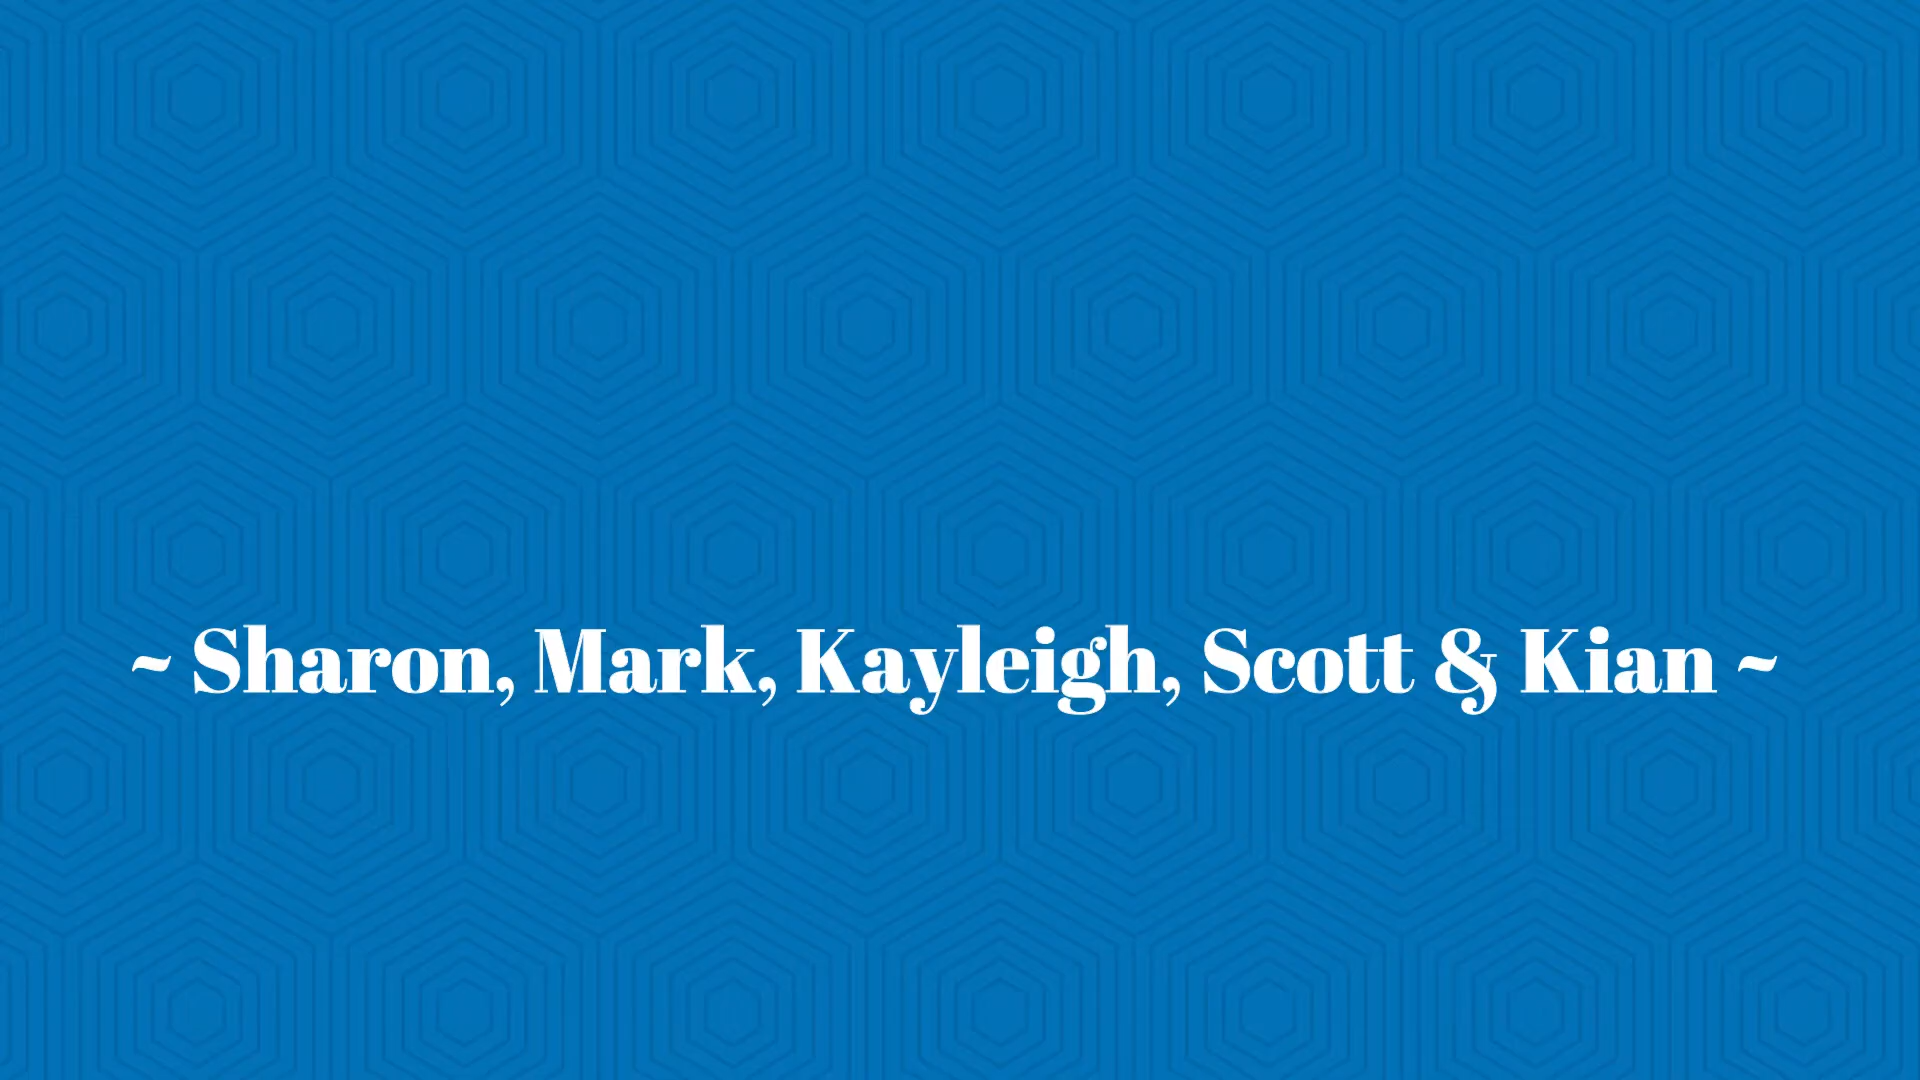 ~ Sharon, Mark, Kayleigh, Scott & Kian ~